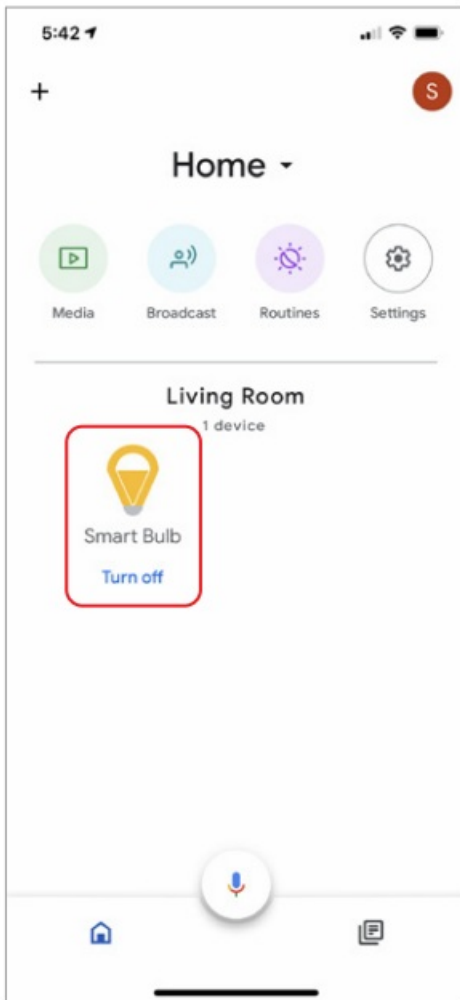 5:42
S
Home
Media Broadcast Routines Settings
Living Room
1 device
Smart Bulb
Turn off